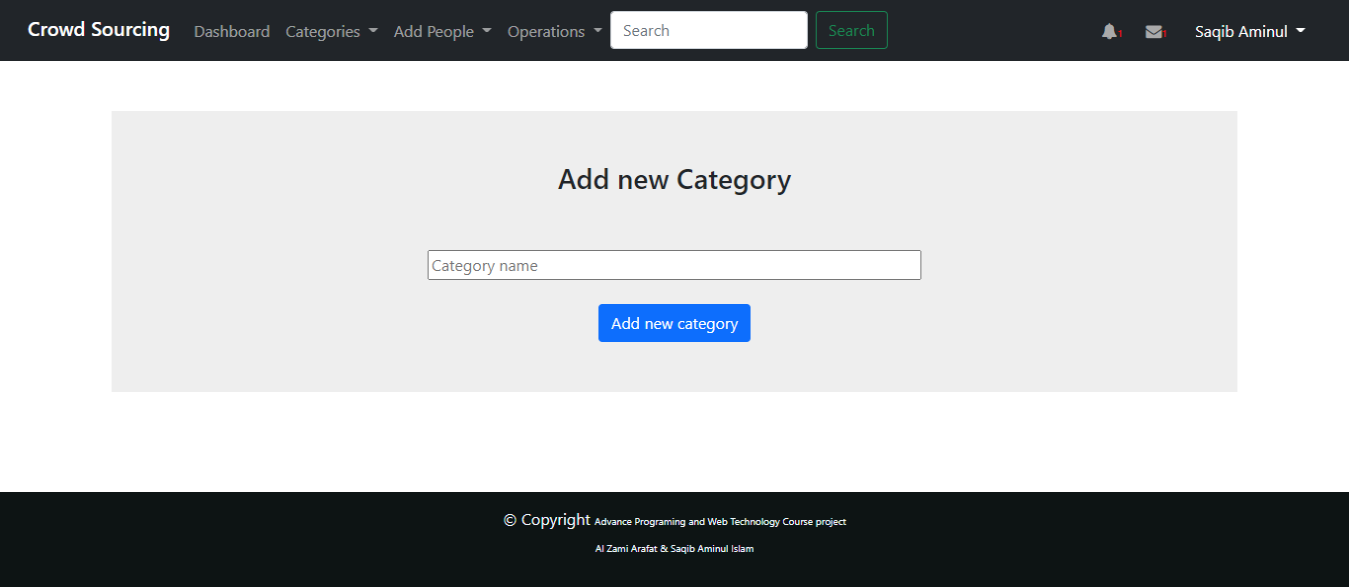 Crowd Sourcing Dashboard Categories Add People Operations Search Search 1 1 Saqib Aminul
Add new Category
Category name
Add new category
© Copyright Advance Programing and Web Technology Course project
Al Zami Arafat & Saqib Aminul Islam